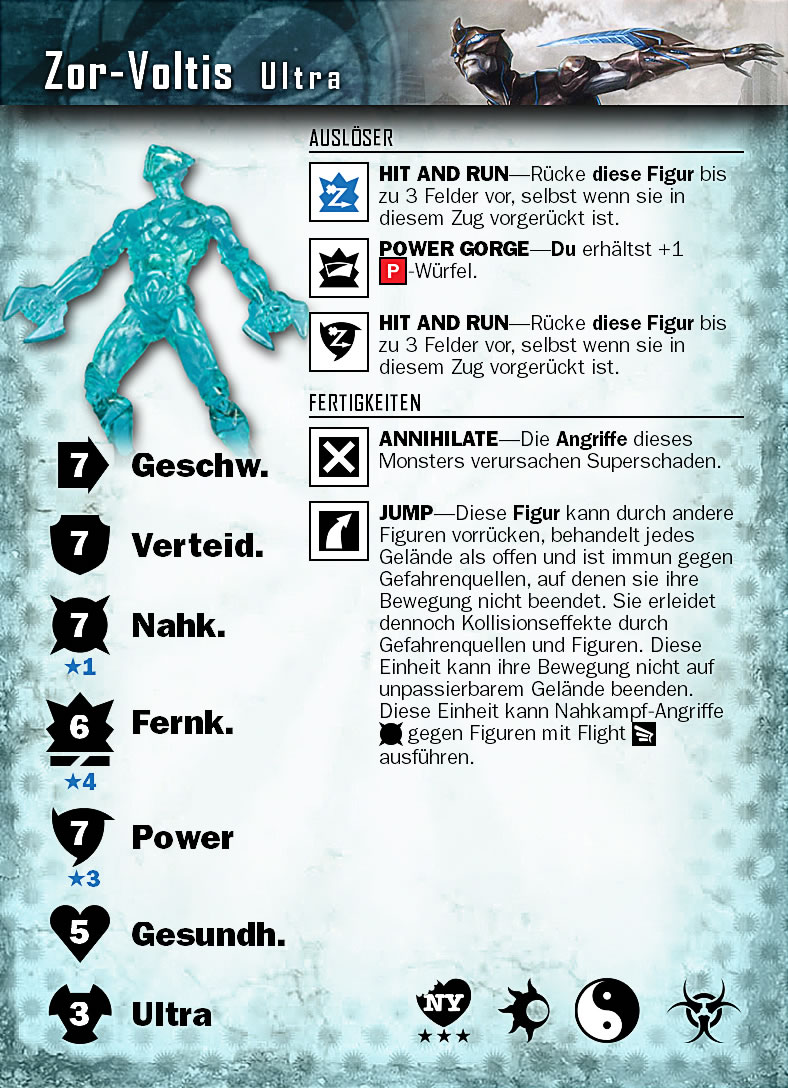 Zor-Voltis Ultra
AUSLÖSER
Z
HIT AND RUN—Rücke diese Figur bis
zu 3 Felder vor, selbst wenn sie in
diesem Zug vorgerückt ist.
POWER GORGE—Du erhältst +1
P-Würfel.
Z
HIT AND RUN—Rücke diese Figur bis
zu 3 Felder vor, selbst wenn sie in
diesem Zug vorgerückt ist.
FERTIGKEITEN
ANNIHILATE—Die Angriffe dieses
Monsters verursachen Superschaden.
JUMP—Diese Figur kann durch andere
Figuren vorrücken, behandelt jedes
Gelände als offen und ist immun gegen
Gefahrenquellen, auf denen sie ihre
Bewegung nicht beendet. Sie erleidet
dennoch Kollisionseffekte durch
Gefahrenquellen und Figuren. Diese
Einheit kann ihre Bewegung nicht auf
unpassierbarem Gelände beenden.
Diese Einheit kann Nahkampf-Angriffe
gegen Figuren mit Flight
ausführen.
7 Geschw.
7 Verteid.
7 Nahk.
★1
6 Fernk.
★4
7 Power
★3
5 Gesundh.
3 Ultra
NY
★★★